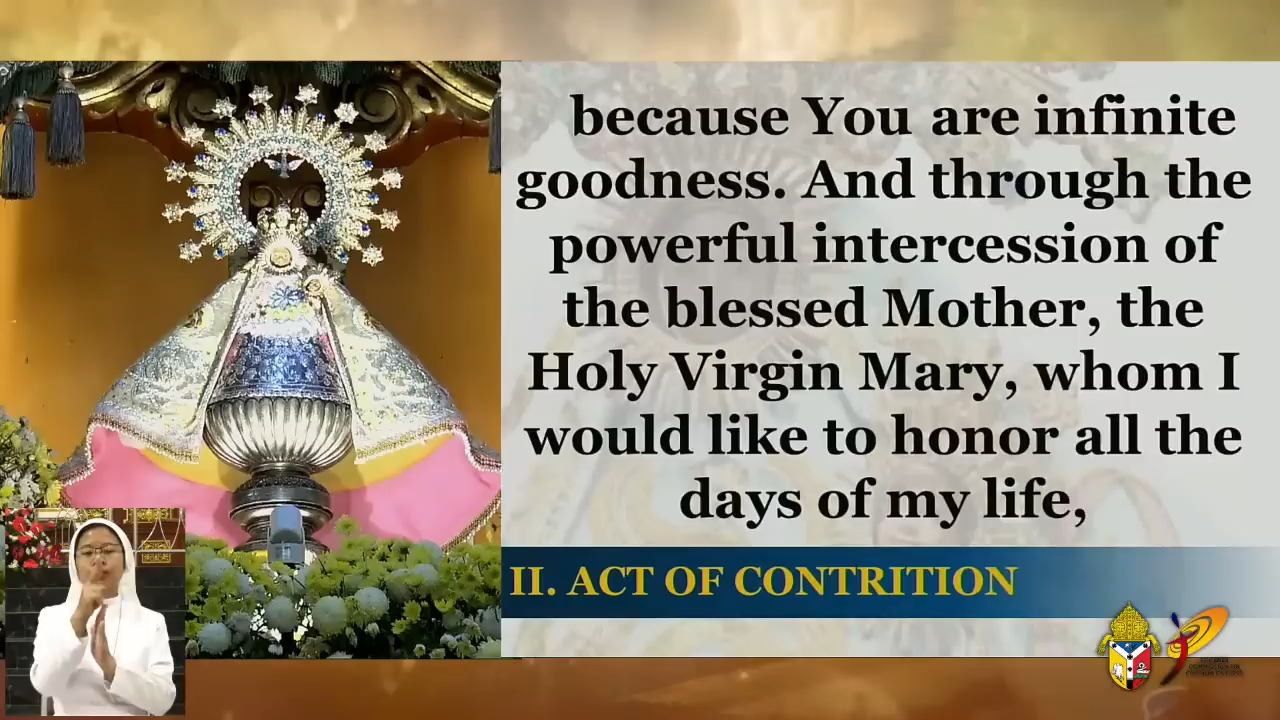 because You are infinite
goodness. And through the
powerful intercession of
the blessed Mother, the
Holy Virgin Mary, whom I
would like to honor all the
days of my life,
II. ACT OF CONTRITION